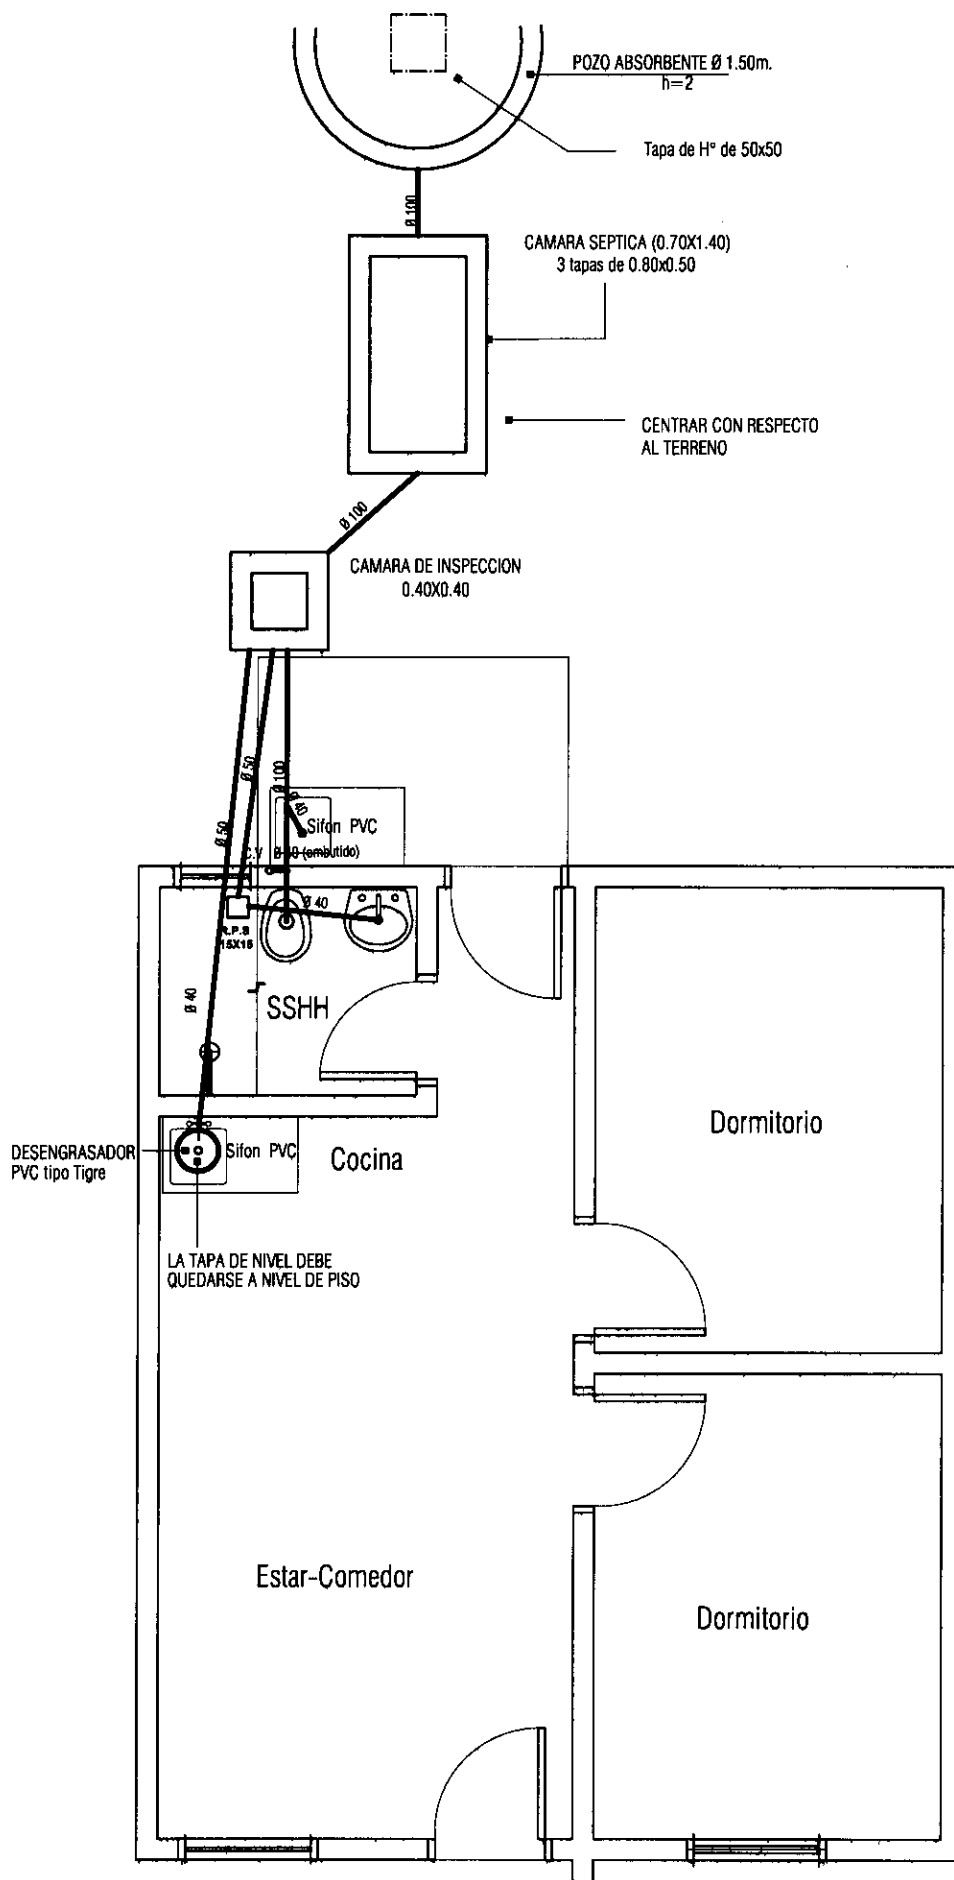 POZO ABSORBENTE Ø 1.50m.
h=2
Tapa de Hº de 50x50
Ø 100
CAMARA SEPTICA (0.70X1.40)
3 tapas de 0.80x0.50
CENTRAR CON RESPECTO
AL TERRENO
Ø 100
CAMARA DE INSPECCION
0.40X0.40
Ø 50
Ø 50
Ø 100
Ø 40
Sifon PVC
(embutido)
Ø 40
R.P.S
15X15
Ø 40
SSHH
Dormitorio
DESENGRASADOR
PVC tipo Tigre
Sifon PVC
Cocina
LA TAPA DE NIVEL DEBE
QUEDARSE A NIVEL DE PISO
Estar-Comedor
Dormitorio